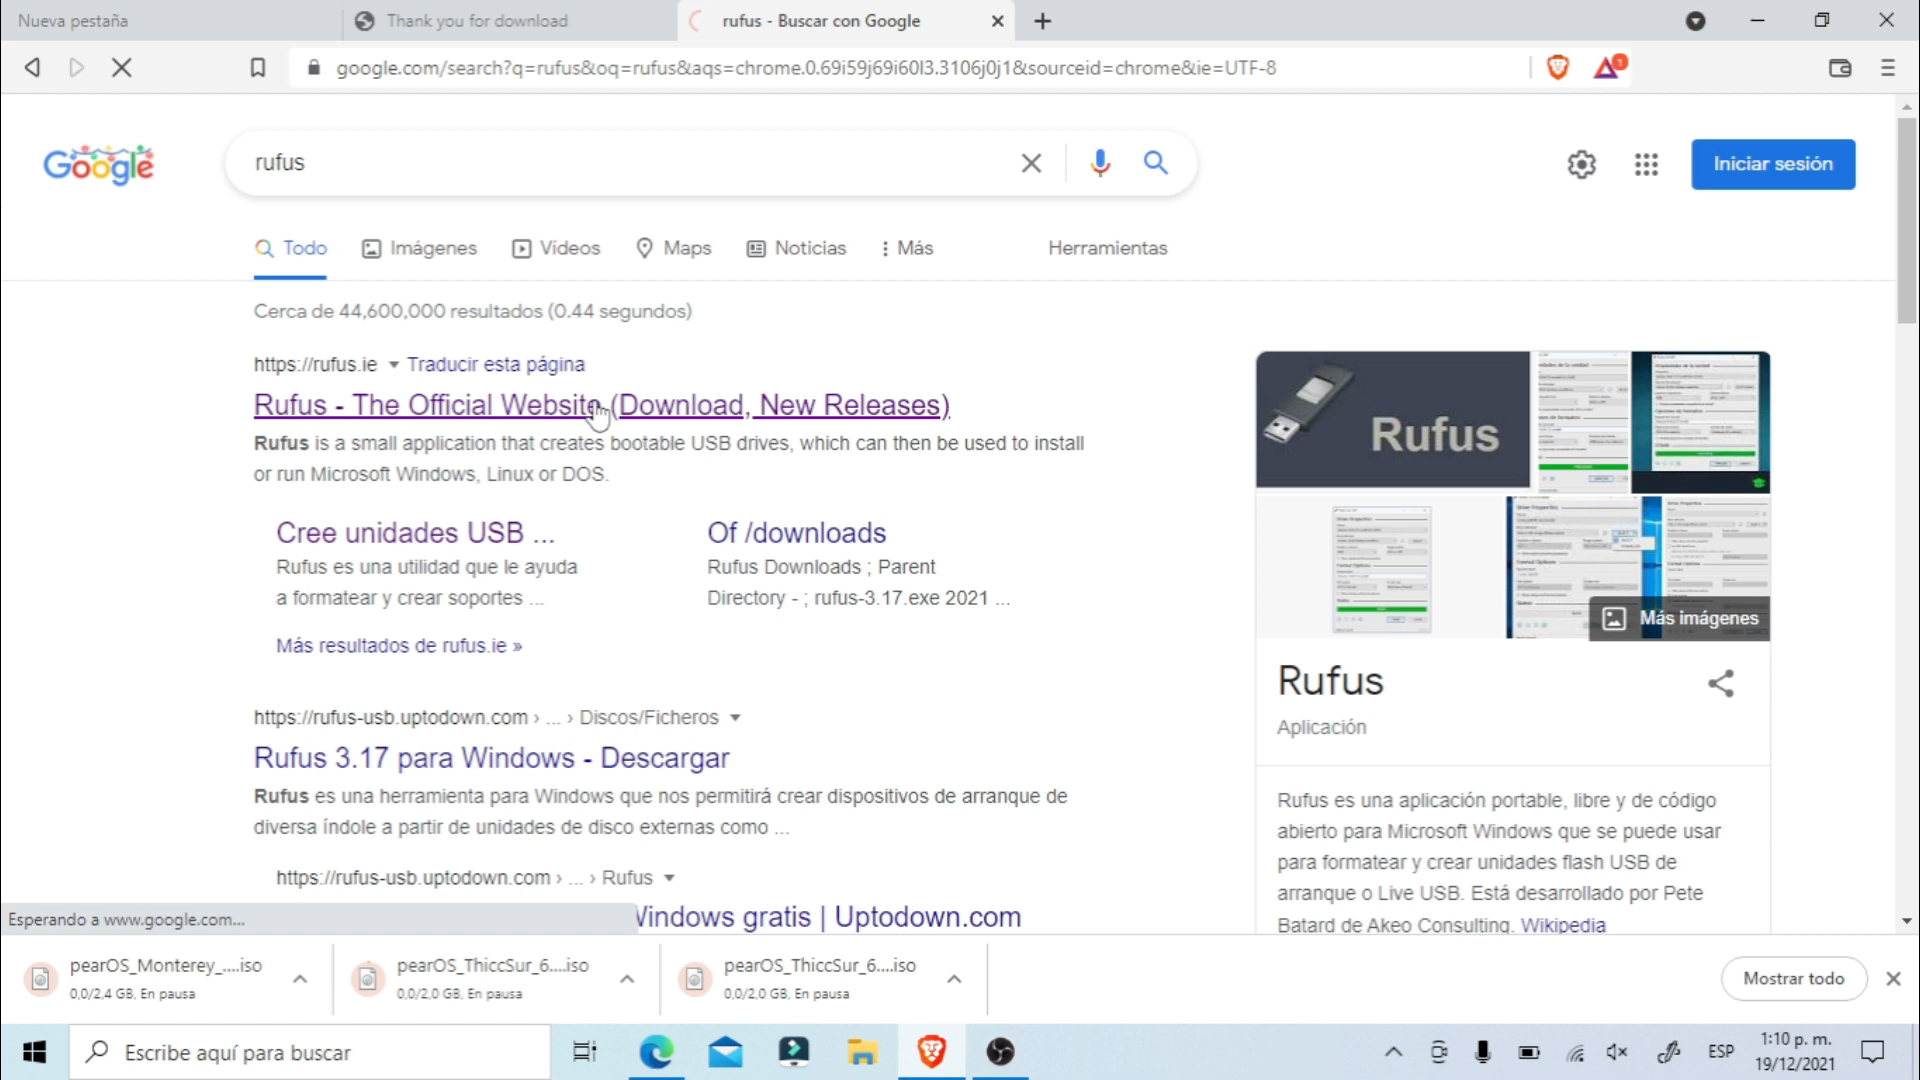 Nueva pestaña
Thank you for download
rufus - Buscar con Google
google.com/search?q=rufus&oq=rufus&aqs=chrome.0.69i59j69i60l3.3106j0j1&sourceid=chrome&ie=UTF-8
1
Google
rufus
Iniciar sesión
Todo
Imágenes
Vídeos
Maps
Noticias
Más
Herramientas
Cerca de 44,600,000 resultados (0.44 segundos)
https://rufus.ie Traducir esta página
Rufus - The Official Website (Download, New Releases)
Rufus is a small application that creates bootable USB drives, which can then be used to install
or run Microsoft Windows, Linux or DOS.
Cree unidades USB ...
Rufus es una utilidad que le ayuda
a formatear y crear soportes ...
Of /downloads
Rufus Downloads ; Parent
Directory - ; rufus-3.17.exe 2021 ...
Más resultados de rufus.ie »
https://rufus-usb.uptodown.com › ... › Discos/Ficheros
Rufus 3.17 para Windows - Descargar
Rufus es una herramienta para Windows que nos permitirá crear dispositivos de arranque de
diversa índole a partir de unidades de disco externas como ...
https://rufus-usb.uptodown.com › ... › Rufus
Windows gratis | Uptodown.com
Rufus
Más imágenes
Rufus
Aplicación
Rufus es una aplicación portable, libre y de código
abierto para Microsoft Windows que se puede usar
para formatear y crear unidades flash USB de
arranque o Live USB. Está desarrollado por Pete
Batard de Akeo Consulting. Wikipedia
Esperando a www.google.com...
pearOS_Monterey_....iso
0,0/2,4 GB, En pausa
pearOS_ThiccSur_6....iso
0,0/2,0 GB, En pausa
pearOS_ThiccSur_6....iso
0,0/2,0 GB, En pausa
Mostrar todo
Escribe aquí para buscar
ESP
1:10 p. m.
19/12/2021